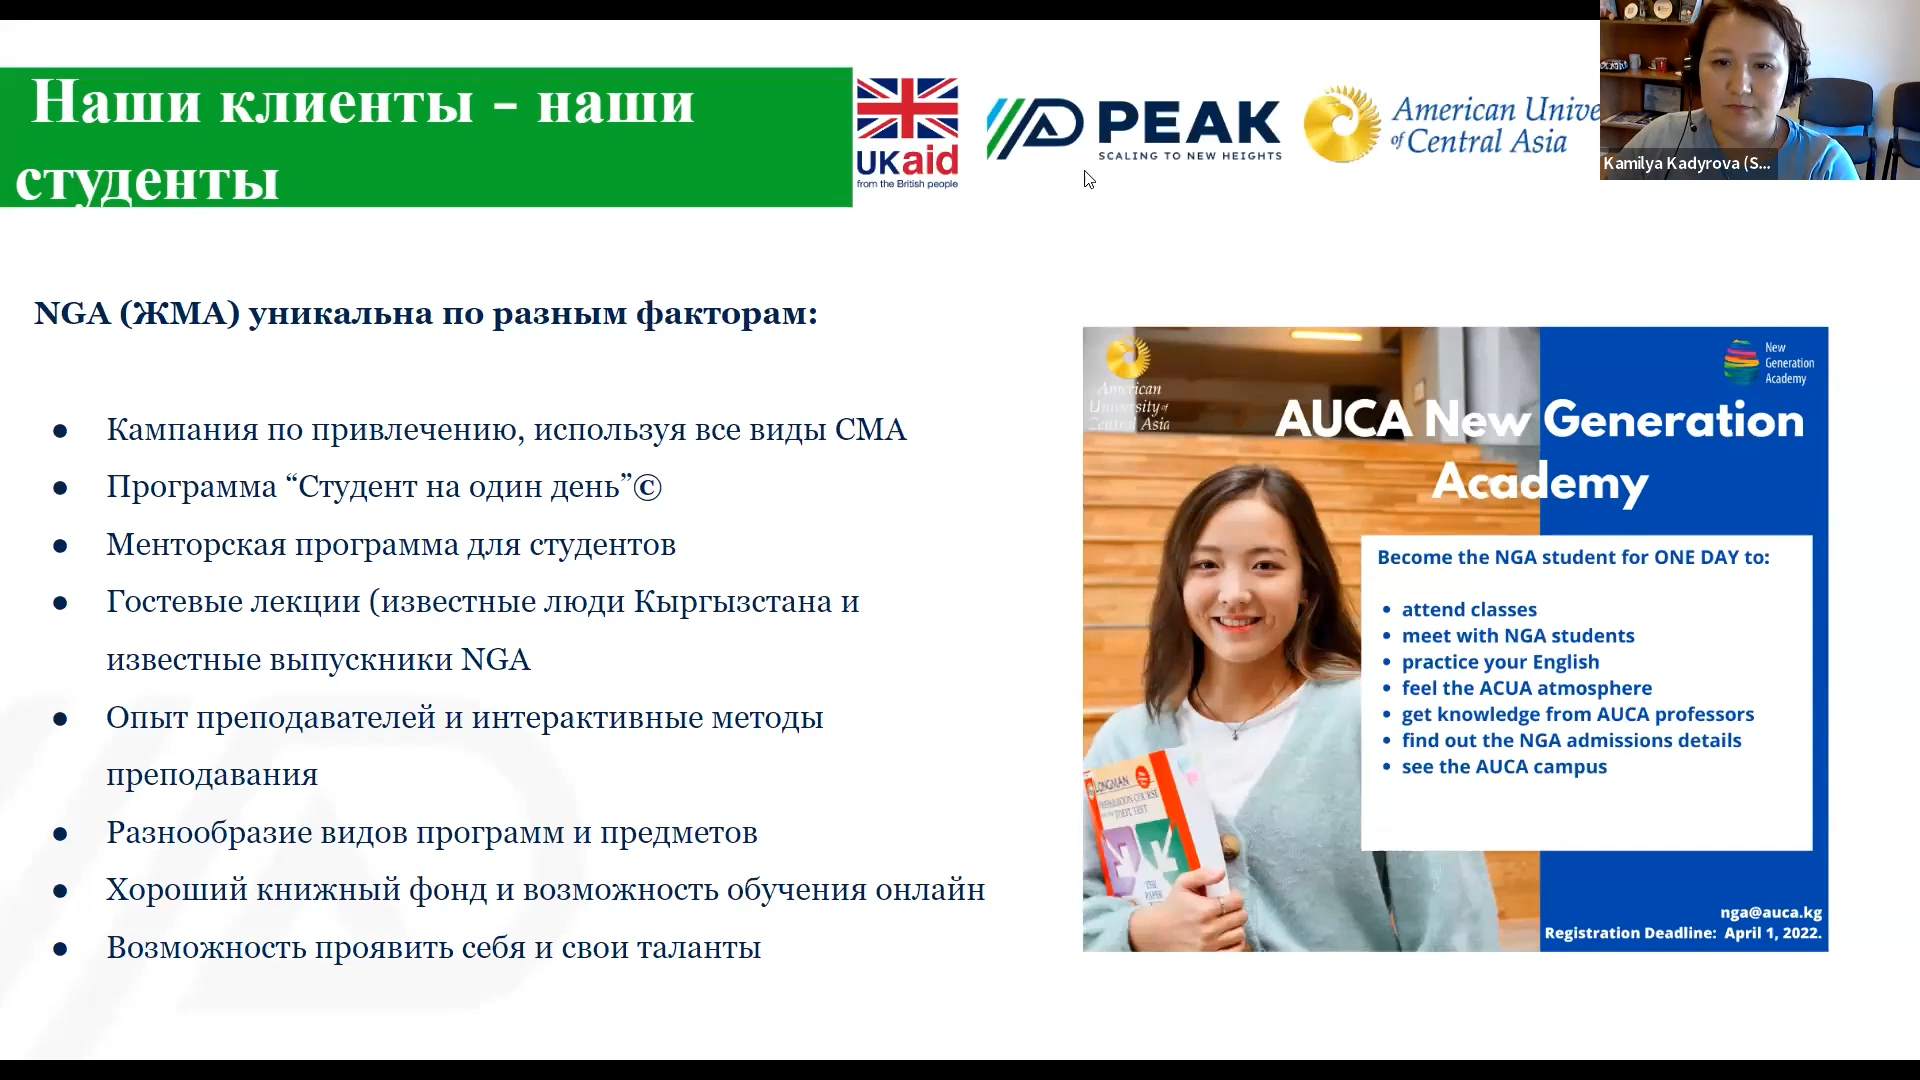 Наши клиенты - наши
студенты
UKaid
from the British people
PEAK
SCALING TO NEW HEIGHTS
American Unive
of Central Asia
Kamilya Kadyrova (S...
NGA (ЖМА) уникальна по разным факторам:
● Кампания по привлечению, используя все виды СМА
● Программа “Студент на один день”©
● Менторская программа для студентов
● Гостевые лекции (известные люди Кыргызстана и
известные выпускники NGA
● Опыт преподавателей и интерактивные методы
преподавания
● Разнообразие видов программ и предметов
● Хороший книжный фонд и возможность обучения онлайн
● Возможность проявить себя и свои таланты
American
University of
Central Asia
New
Generation
Academy
AUCA New Generation
Academy
Become the NGA student for ONE DAY to:
• attend classes
• meet with NGA students
• practice your English
• feel the ACUA atmosphere
• get knowledge from AUCA professors
• find out the NGA admissions details
• see the AUCA campus
LONGMAN
PREPARATION COURSE
TOEFL TEST
nga@auca.kg
Registration Deadline: April 1, 2022.